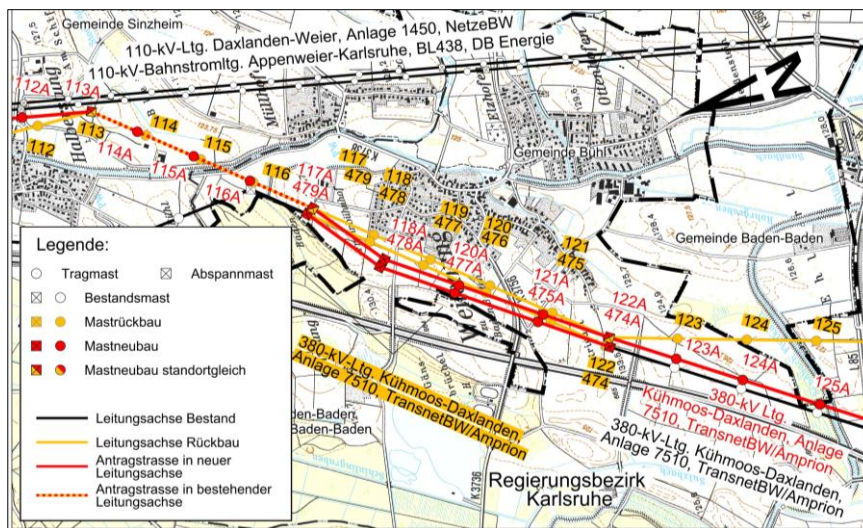 Gemeinde Sinzheim
110-kV-Ltg. Daxlanden-Weier, Anlage 1450, NetzeBW
110-kV-Bahnstromltg. Appenweier-Karlsruhe, BL438, DB Energie
112A
113A
112
113
114
114A
115
115A
116
116A
117A
479A
117
479
118
478
118A
478A
119
477
120
476
120A
477A
121
475
121A
475A
122A
474A
122
474
123
123A
124
124A
125
125A
Gemeinde Bühl
Gemeinde Baden-Baden
K3736
380-kV-Ltg. Kühmoos-Daxlanden,
Anlage 7510, TransnetBW/Amprion
380-kV Ltg.
Kühmoos-Daxlanden, Anlage
7510, TransnetBW/Amprion
380-kV-Ltg. Kühmoos-Daxlanden,
Anlage 7510, TransnetBW/Amprion
Regierungsbezirk
Karlsruhe
Legende:
Tragmast
Abspannmast
Bestandsmast
Mastrückbau
Mastneubau
Mastneubau standortgleich
Leitungsachse Bestand
Leitungsachse Rückbau
Antragstrasse in neuer
Leitungsachse
Antragstrasse in bestehender
Leitungsachse